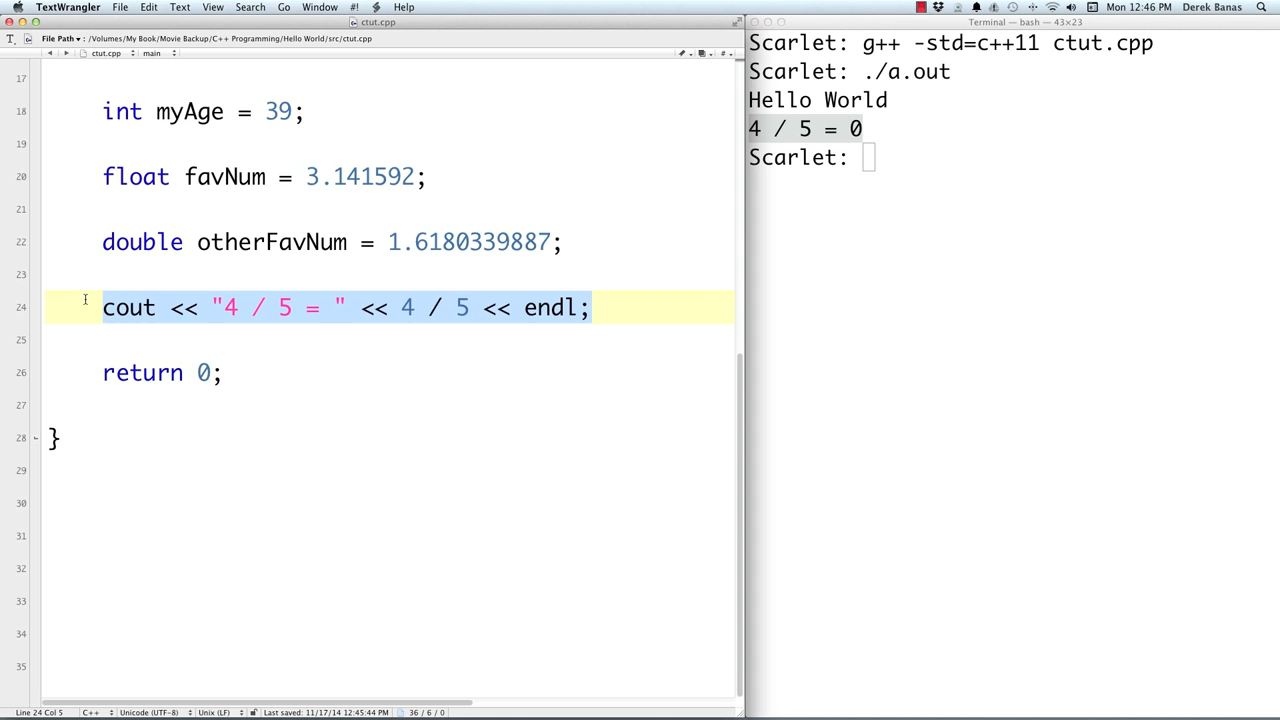 TextWrangler File Edit Text View Search Go Window #! Help Mon 12:46 PM Derek Banas
ctut.cpp
Terminal — bash — 43×23
File Path ▾ : /Volumes/My Book/Movie Backup/C++ Programming/Hello World/src/ctut.cpp
ctut.cpp main
17
18 int myAge = 39;
19
20 float favNum = 3.141592;
21
22 double otherFavNum = 1.6180339887;
23
24 cout << "4 / 5 = " << 4 / 5 << endl;
25
26 return 0;
27
28 }
29
30
31
32
33
34
35
Line 24 Col 5 C++ Unicode (UTF-8) Unix (LF) Last saved: 11/17/14 12:45:44 PM 36 / 6 / 0
Scarlet: g++ -std=c++11 ctut.cpp
Scarlet: ./a.out
Hello World
4 / 5 = 0
Scarlet: